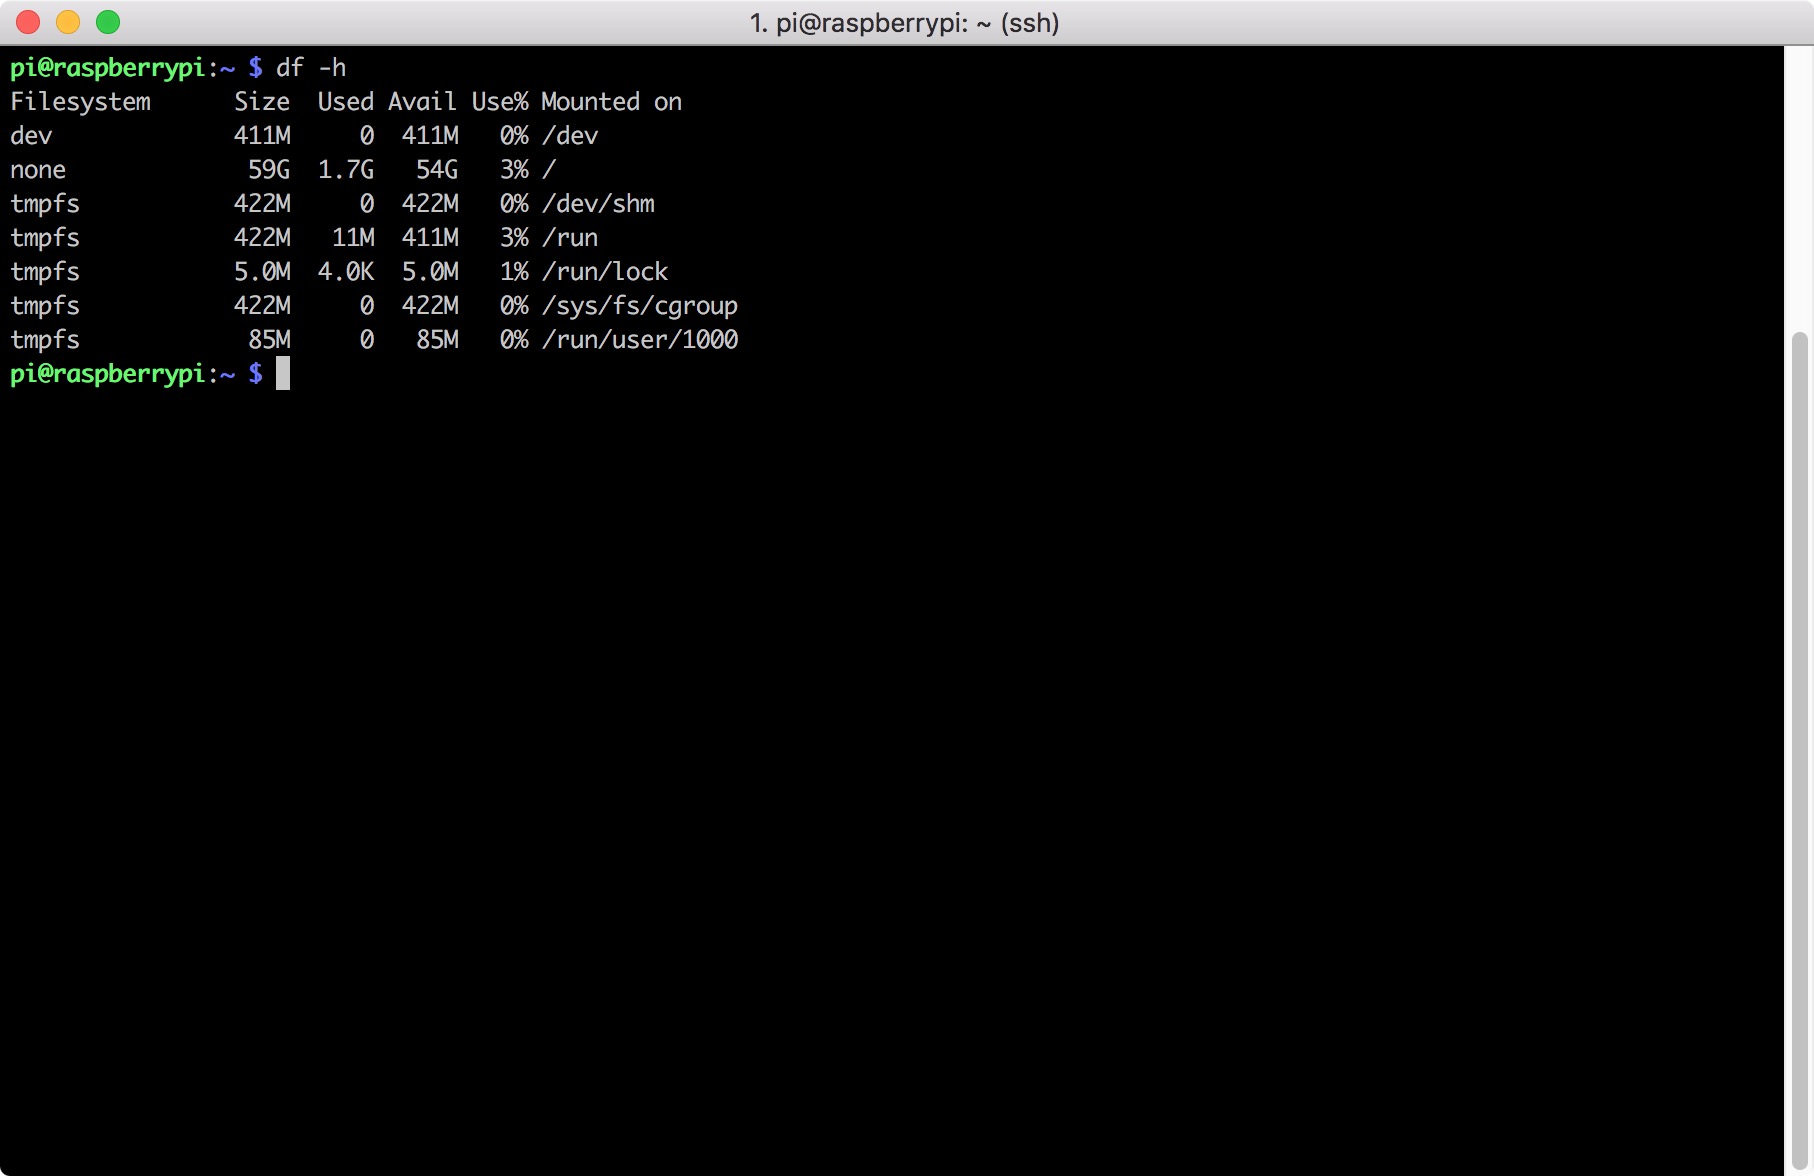 1. pi@raspberrypi: ~ (ssh)
pi@raspberrypi:~ $ df -h
Filesystem      Size  Used Avail Use% Mounted on
dev             411M     0  411M   0% /dev
none             59G  1.7G   54G   3% /
tmpfs           422M     0  422M   0% /dev/shm
tmpfs           422M   11M  411M   3% /run
tmpfs           5.0M  4.0K  5.0M   1% /run/lock
tmpfs           422M     0  422M   0% /sys/fs/cgroup
tmpfs            85M     0   85M   0% /run/user/1000
pi@raspberrypi:~ $